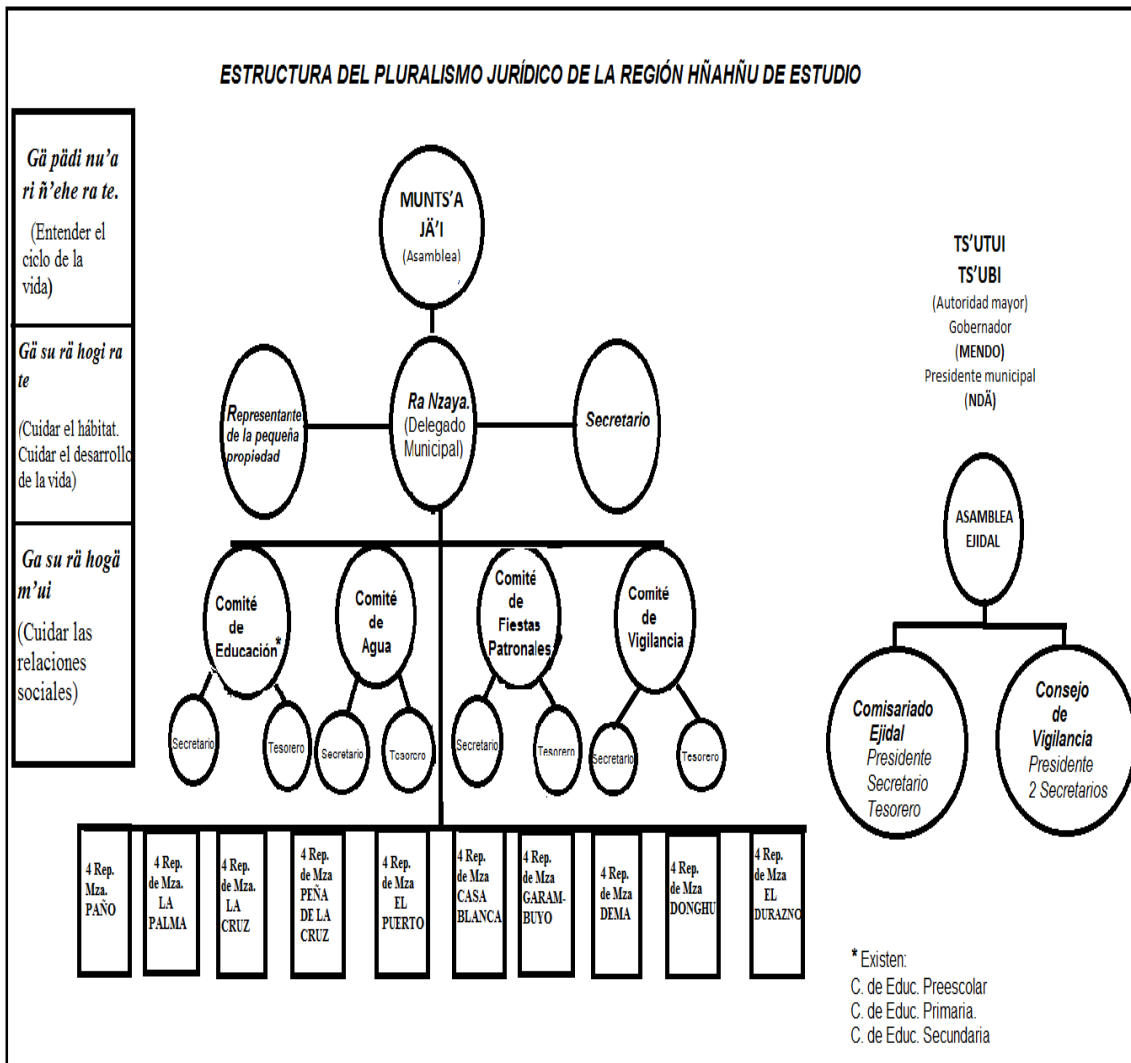 ESTRUCTURA DEL PLURALISMO JURÍDICO DE LA REGIÓN HÑAHÑU DE ESTUDIO
Gä pädi nu’a
ri ñ’ehe ra te.
(Entender el
ciclo de la
vida)
Gä su rä hogi ra
te
(Cuidar el hábitat.
Cuidar el desarrollo
de la vida)
Ga su rä hogä
m’ui
(Cuidar las
relaciones
sociales)
MUNTS’A
JÄ’I
(Asamblea)
Representante
de la pequeña
propiedad
Ra Nzaya.
(Delegado
Municipal)
Secretario
Comité
de
Educación*
Comité
de
Agua
Comité
de
Fiestas
Patronales
Comité
de
Vigilancia
Secretario
Tesorero
Secretario
Tesorero
Secretario
Tesorero
Secretario
Tesorero
4 Rep.
Mza.
PAÑO
4 Rep.
de Mza.
LA
PALMA
4 Rep.
de Mza.
LA
CRUZ
4 Rep.
de Mza
PEÑA
DE LA
CRUZ
4 Rep.
de Mza
EL
PUERTO
4 Rep.
de Mza
CASA
BLANCA
4 Rep.
de Mza
GARAM-
BUYO
4 Rep.
de Mza
DEMA
4 Rep.
de Mza
DONGHU
4 Rep.
de Mza
EL
DURAZNO
TS’UTUI
TS’UBI
(Autoridad mayor)
Gobernador
(MENDO)
Presidente municipal
(NDÄ)
ASAMBLEA
EJIDAL
Comisariado
Ejidal
Presidente
Secretario
Tesorero
Consejo
de
Vigilancia
Presidente
2 Secretarios
* Existen:
C. de Educ. Preescolar
C. de Educ. Primaria.
C. de Educ. Secundaria